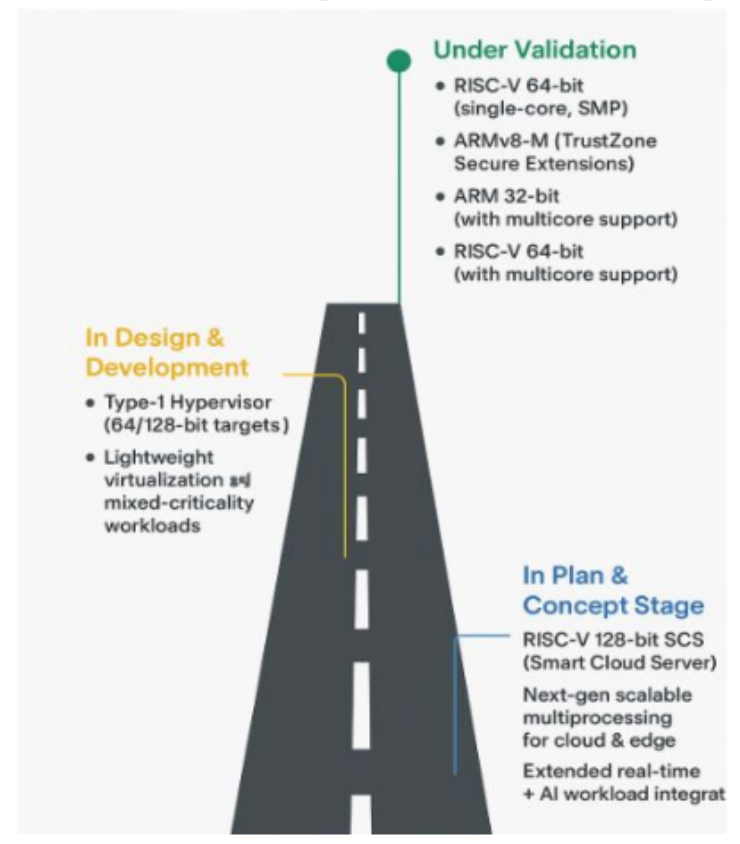 Under Validation
• RISC-V 64-bit
(single-core, SMP)
• ARMv8-M (TrustZone
Secure Extensions)
• ARM 32-bit
(with multicore support)
• RISC-V 64-bit
(with multicore support)
In Design &
Development
• Type-1 Hypervisor
(64/128-bit targets)
• Lightweight
virtualization
mixed-criticality
workloads
In Plan &
Concept Stage
RISC-V 128-bit SCS
(Smart Cloud Server)
Next-gen scalable
multiprocessing
for cloud & edge
Extended real-time
+ AI workload integrat